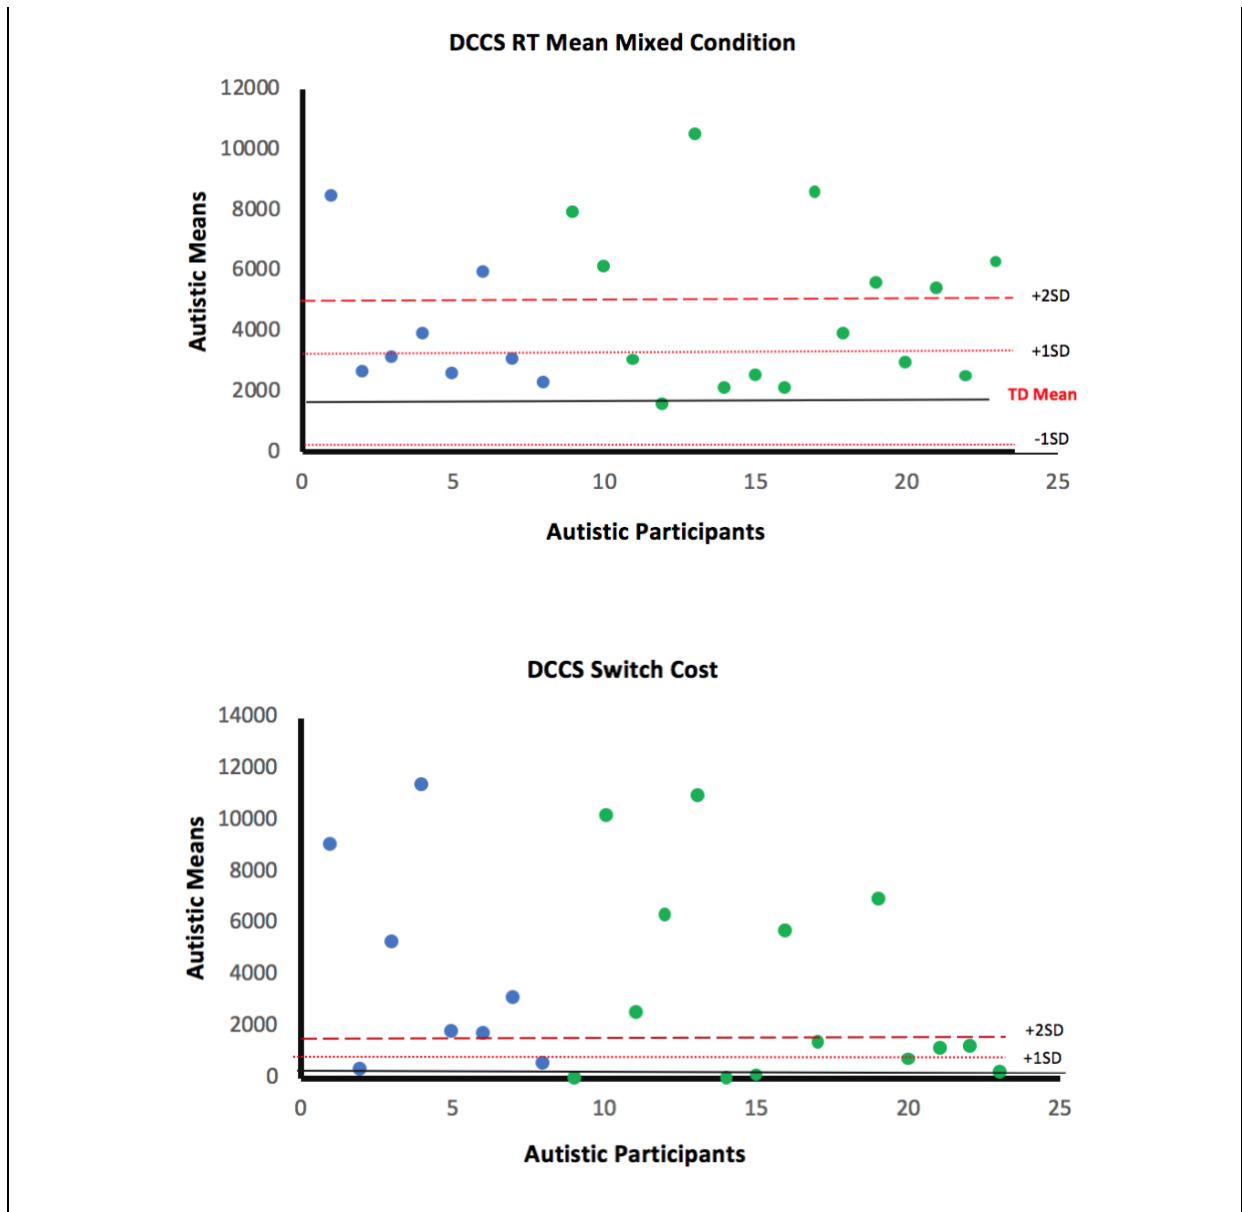 DCCS RT Mean Mixed Condition
12000
10000
8000
6000
4000
2000
0
Autistic Means
+2SD
+1SD
TD Mean
-1SD
0 5 10 15 20 25
Autistic Participants
DCCS Switch Cost
14000
12000
10000
8000
6000
4000
2000
0
Autistic Means
+2SD
+1SD
0 5 10 15 20 25
Autistic Participants